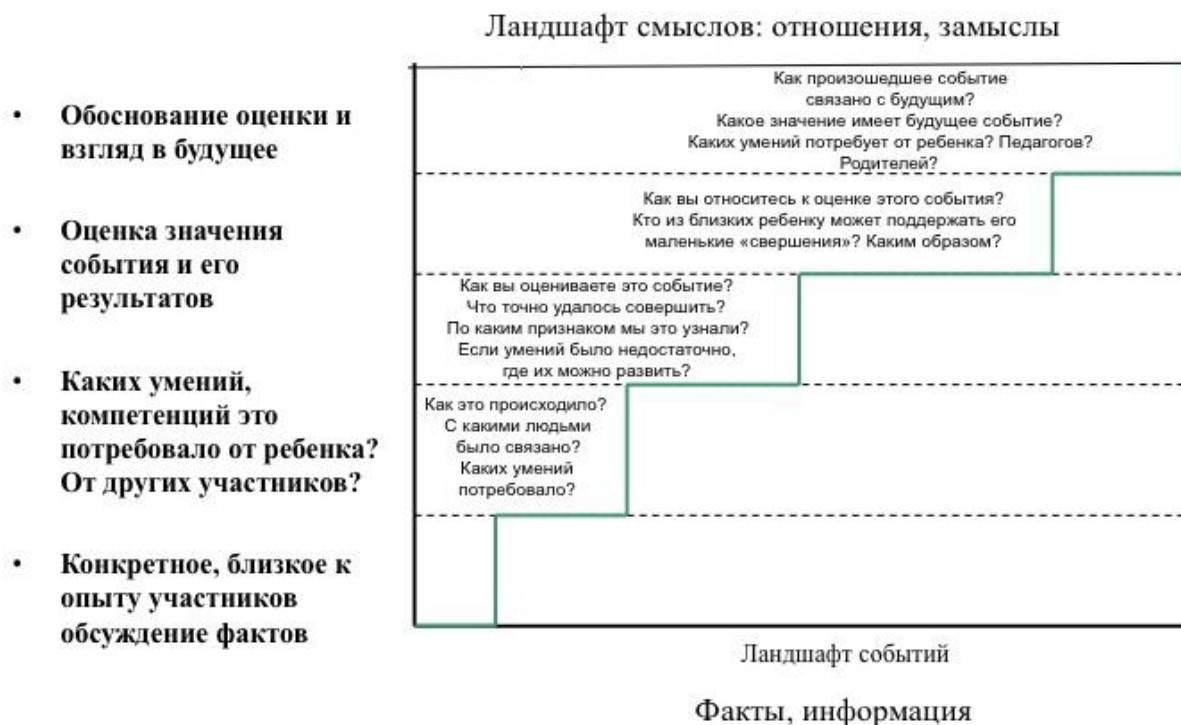 Ландшафт смыслов: отношения, замыслы
• Обоснование оценки и
взгляд в будущее
• Оценка значения
события и его
результатов
• Каких умений,
компетенций это
потребовало от ребенка?
От других участников?
• Конкретное, близкое к
опыту участников
обсуждение фактов
Как произошедшее событие
связано с будущим?
Какое значение имеет будущее событие?
Каких умений потребует от ребенка? Педагогов?
Родителей?
Как вы относитесь к оценке этого события?
Кто из близких ребенку может поддержать его
маленькие «свершения»? Каким образом?
Как вы оцениваете это событие?
Что точно удалось совершить?
По каким признаком мы это узнали?
Если умений было недостаточно,
где их можно развить?
Как это происходило?
С какими людьми
было связано?
Каких умений
потребовало?
Ландшафт событий
Факты, информация